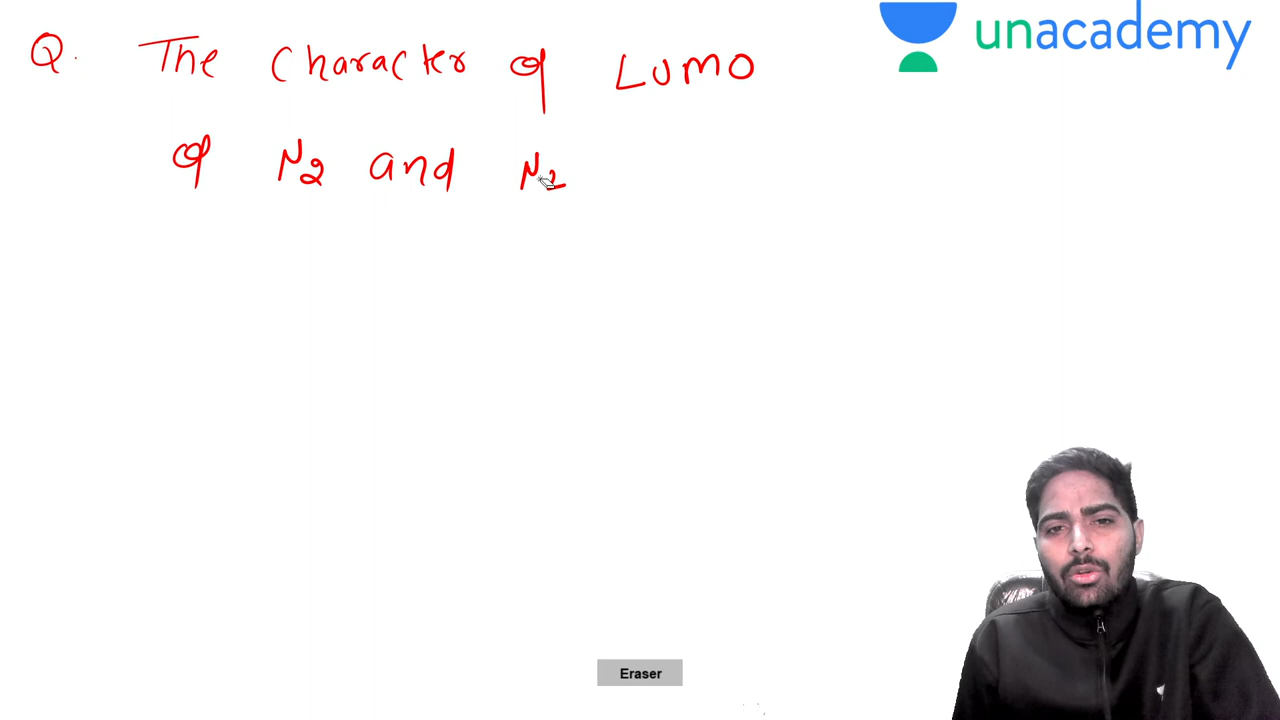 unacademy
Q. The Character of LUMO
of N2 and N2
Eraser